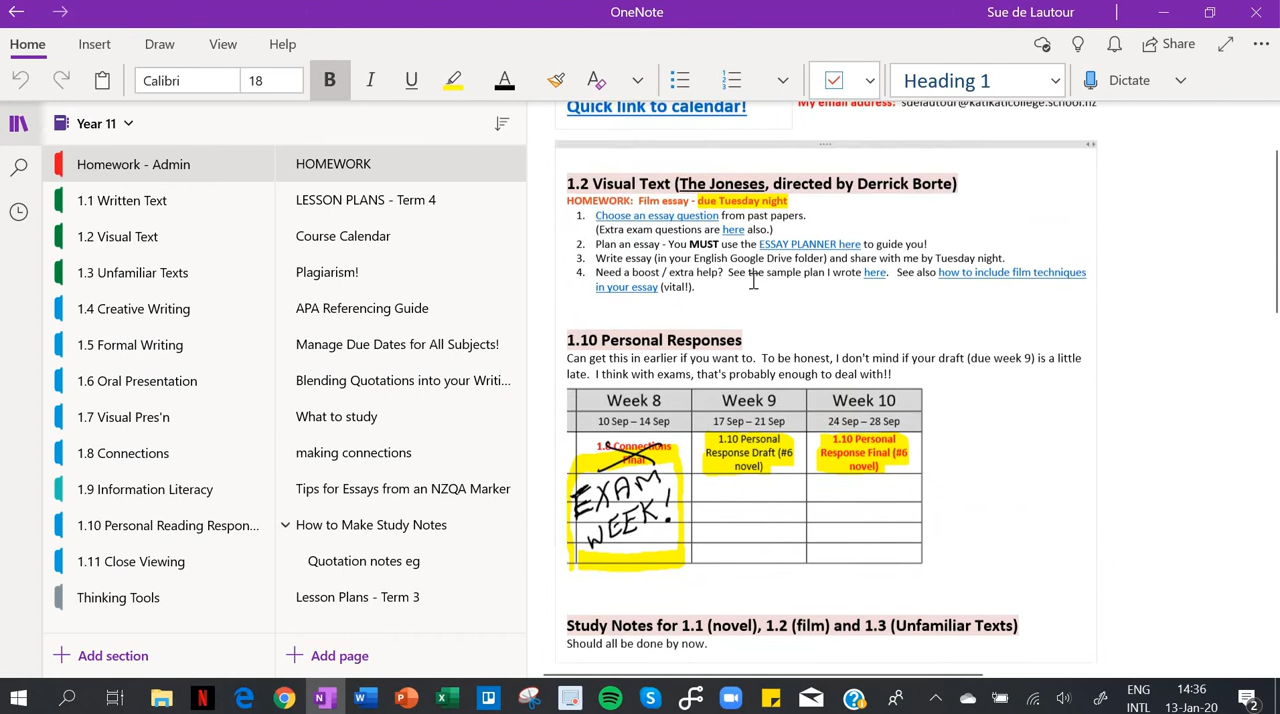 OneNote
Sue de Lautour
Home
Insert
Draw
View
Help
Share
Calibri
18
B
I
U
A
Heading 1
Dictate
Year 11
Homework - Admin
1.1 Written Text
1.2 Visual Text
1.3 Unfamiliar Texts
1.4 Creative Writing
1.5 Formal Writing
1.6 Oral Presentation
1.7 Visual Pres'n
1.8 Connections
1.9 Information Literacy
1.10 Personal Reading Respon...
1.11 Close Viewing
Thinking Tools
Add section
HOMEWORK
LESSON PLANS - Term 4
Course Calendar
Plagiarism!
APA Referencing Guide
Manage Due Dates for All Subjects!
Blending Quotations into your Writi...
What to study
making connections
Tips for Essays from an NZQA Marker
How to Make Study Notes
Quotation notes eg
Lesson Plans - Term 3
Add page
Quick link to calendar!
My email address: sdelautour@katikaticollege.school.nz
1.2 Visual Text (The Joneses, directed by Derrick Borte)
HOMEWORK: Film essay - due Tuesday night
1. Choose an essay question from past papers.
(Extra exam questions are here also.)
2. Plan an essay - You MUST use the ESSAY PLANNER here to guide you!
3. Write essay (in your English Google Drive folder) and share with me by Tuesday night.
4. Need a boost / extra help? See the sample plan I wrote here. See also how to include film techniques
in your essay (vital!).
1.10 Personal Responses
Can get this in earlier if you want to. To be honest, I don't mind if your draft (due week 9) is a little
late. I think with exams, that's probably enough to deal with!!
Week 8
Week 9
Week 10
10 Sep – 14 Sep
17 Sep – 21 Sep
24 Sep – 28 Sep
1.8 Connections
Final
EXAM
WEEK!
1.10 Personal
Response Draft (#6
novel)
1.10 Personal
Response Final (#6
novel)
Study Notes for 1.1 (novel), 1.2 (film) and 1.3 (Unfamiliar Texts)
Should all be done by now.
ENG
INTL
14:36
13-Jan-20
2